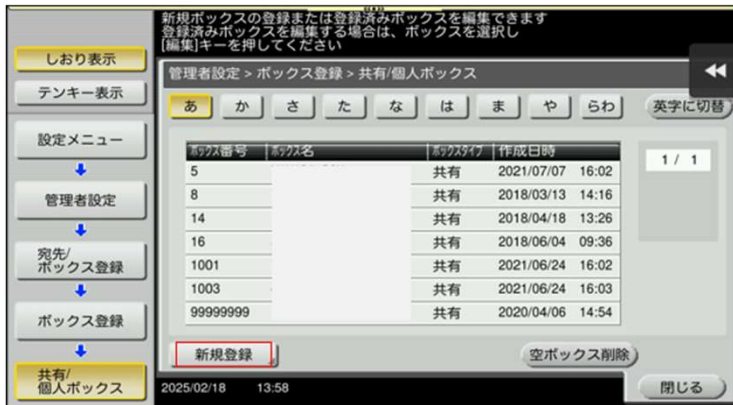 新規ボックスの登録または登録済みボックスを編集できます
登録済みボックスを編集する場合は、ボックスを選択し
[編集]キーを押してください
しおり表示
テンキー表示
設定メニュー
管理者設定
宛先/
ボックス登録
ボックス登録
共有/
個人ボックス
管理者設定 > ボックス登録 > 共有/個人ボックス
あ か さ た な は ま や らわ 英字に切替
ボックス番号 ボックス名 ボックスタイプ 作成日時
1/ 1
5 共有 2021/07/07 16:02
8 共有 2018/03/13 14:16
14 共有 2018/04/18 13:26
16 共有 2018/06/04 09:36
1001 共有 2021/06/24 16:02
1003 共有 2021/06/24 16:03
99999999 共有 2020/04/06 14:54
新規登録 空ボックス削除
2025/02/18 13:58 閉じる